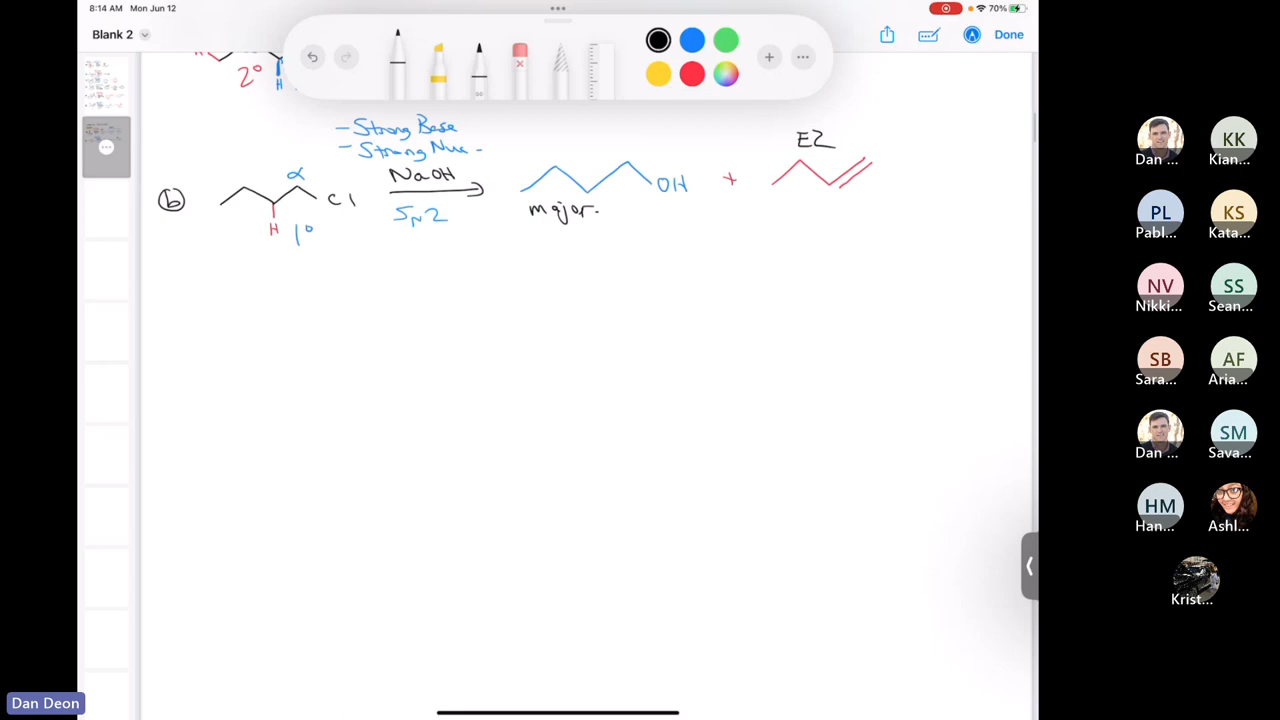 8:14 AM Mon Jun 12
70%
Blank 2
Done
2°
H
- Strong Base
- Strong Nuc -
NaOH
SN2
b
α
Cl
H
1°
OH
major.
+
E2
Dan ...
KK
Kian...
PL
Pabl...
KS
Kata...
NV
Nikki...
SS
Sean...
SB
Sara...
AF
Aria...
Dan ...
SM
Sava...
HM
Han...
Ashl...
Krist...
Dan Deon